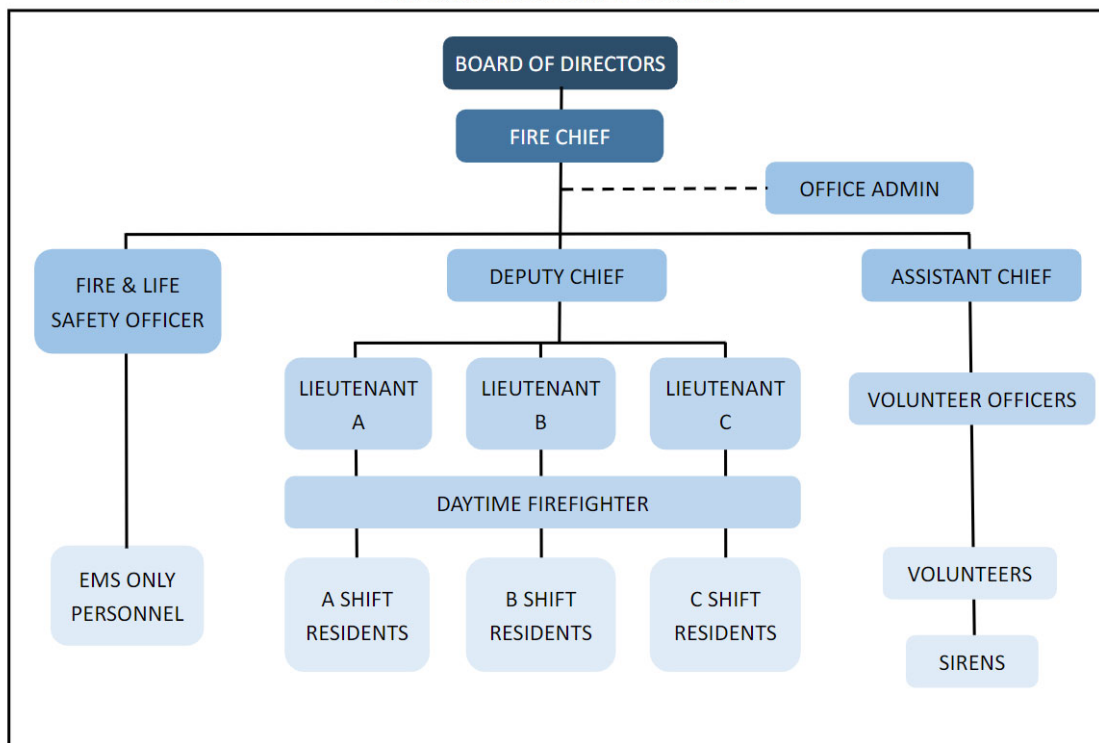 BOARD OF DIRECTORS
FIRE CHIEF
OFFICE ADMIN
FIRE & LIFE
SAFETY OFFICER
DEPUTY CHIEF
ASSISTANT CHIEF
LIEUTENANT
A
LIEUTENANT
B
LIEUTENANT
C
VOLUNTEER OFFICERS
DAYTIME FIREFIGHTER
EMS ONLY
PERSONNEL
A SHIFT
RESIDENTS
B SHIFT
RESIDENTS
C SHIFT
RESIDENTS
VOLUNTEERS
SIRENS